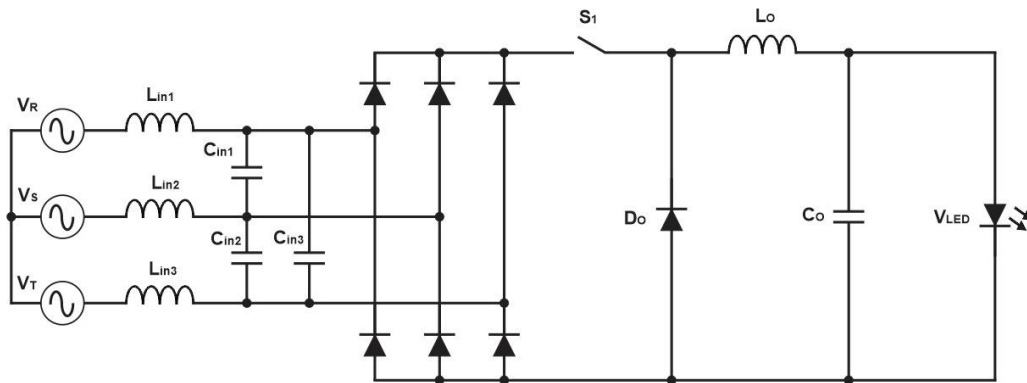 S1
LO
VR
Lin1
Cin1
VS
Lin2
Cin2
Cin3
DO
CO
VLED
VT
Lin3